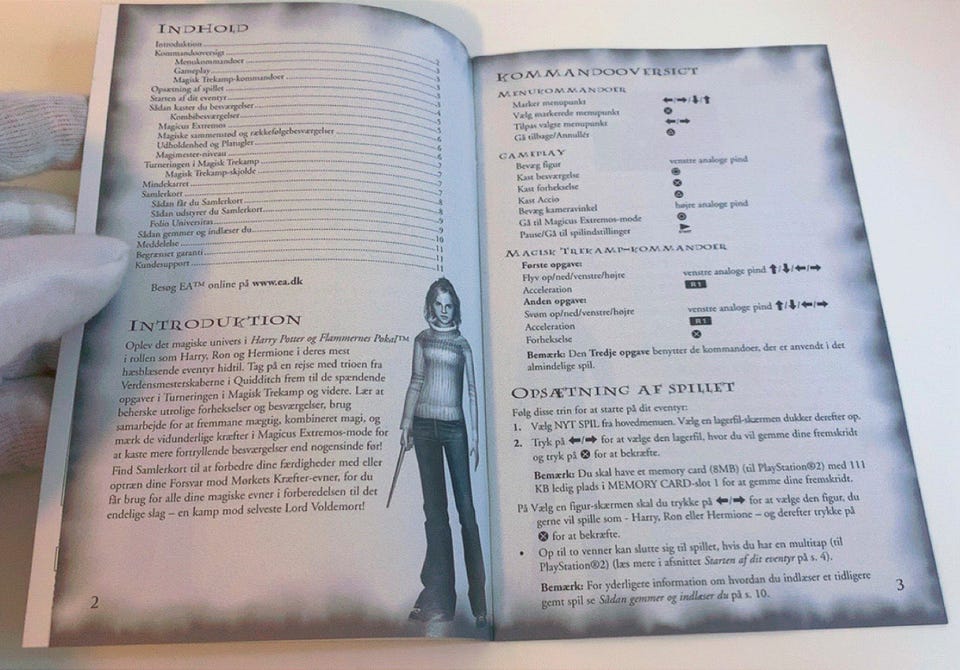 INDHOLD
Introduktion
Kommandooversigt
Menukommandoer 2
Gameplay 3
Magisk Trekamp-kommandoer 3
Opsætning af spillet 3
Starten af dit eventyr
Sådan kaster du besværgelser
Kombibesværgelser
Magicus Extremos
Magiske sammenstød og rækkefølgebesværgelser
Udholdenhed og Platugler
Magimester-niveau
Turneringen i Magisk Trekamp
Magisk Trekamp-skjolde
Mindekarret 7
Samlerkort 7
Sådan får du Samlerkort
Sådan udstyrer du Samlerkort 8
Folio Universitas
Sådan gemmer og indlæser du
Meddelelse
Begrænset garanti 11
Kundesupport 11
Besøg EA™ online på www.ea.dk
INTRODUKTION
Oplev det magiske univers i Harry Potter og Flammernes Pokal™
i rollen som Harry, Ron og Hermione i deres mest
hæsblæsende eventyr hidtil. Tag på en rejse med trioen fra
Verdensmesterskaberne i Quidditch frem til de spændende
opgaver i Turneringen i Magisk Trekamp og videre. Lær at
beherske utrolige forhekselser og besværgelser, brug
samarbejde for at fremmane mægtig, kombineret magi, og
mærk de vidunderlige kræfter i Magicus Extremos-mode for
at kaste mere fortryllende besværgelser end nogensinde før!
Find Samlerkort til at forbedre dine færdigheder med eller
optræn dine Forsvar mod Mørkets Kræfter-evner, for du
får brug for alle dine magiske evner i forberedelsen til det
endelige slag – en kamp mod selveste Lord Voldemort!
2
KOMMANDOOVERSIGT
MENUKOMMANDOER
Marker menupunkt ←/→/↓/↑
Vælg markerede menupunkt ⊗
Tilpas valgte menupunkt ←/→
Gå tilbage/Annullér △
GAMEPLAY
Bevæg figur venstre analoge pind
Kast besværgelse □
Kast forhekselse ⊗
Kast Accio △
Bevæg kameravinkel højre analoge pind
Gå til Magicus Extremos-mode ○
Pause/Gå til spilindstillinger START
MAGISK TREKAMP-KOMMANDOER
Første opgave:
Flyv op/ned/venstre/højre venstre analoge pind ↑/↓/←/→
Acceleration R1
Anden opgave:
Svøm op/ned/venstre/højre venstre analoge pind ↑/↓/←/→
Acceleration R1
Forhekselse ⊗
Bemærk: Den Tredje opgave benytter de kommandoer, der er anvendt i det
almindelige spil.
OPSÆTNING AF SPILLET
Følg disse trin for at starte på dit eventyr:
1. Vælg NYT SPIL fra hovedmenuen. Vælg en lagerfil-skærmen dukker derefter op.
2. Tryk på ←/→ for at vælge den lagerfil, hvor du vil gemme dine fremskridt
og tryk på ⊗ for at bekræfte.
Bemærk: Du skal have et memory card (8MB) (til PlayStation®2) med 111
KB ledig plads i MEMORY CARD-slot 1 for at gemme dine fremskridt.
På Vælg en figur-skærmen skal du trykke på ←/→ for at vælge den figur, du
gerne vil spille som - Harry, Ron eller Hermione – og derefter trykke på
⊗ for at bekræfte.
• Op til to venner kan slutte sig til spillet, hvis du har en multitap (til
PlayStation®2) (læs mere i afsnittet Starten af dit eventyr på s. 4).
Bemærk: For yderligere information om hvordan du indlæser et tidligere
gemt spil se Sådan gemmer og indlæser du på s. 10.
3